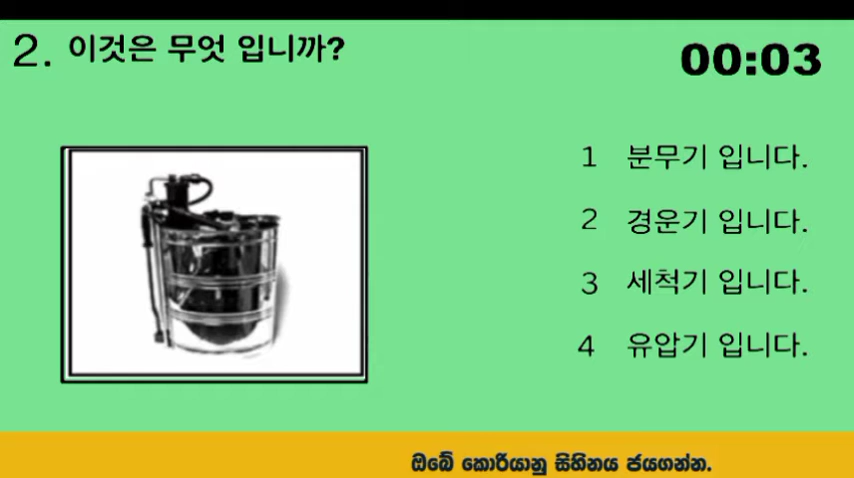 2. 이것은 무엇 입니까?
00:03
1 분무기 입니다.
2 경운기 입니다.
3 세척기 입니다.
4 유압기 입니다.
ඔබේ කොරියානු සිහිනය ජයගන්න.